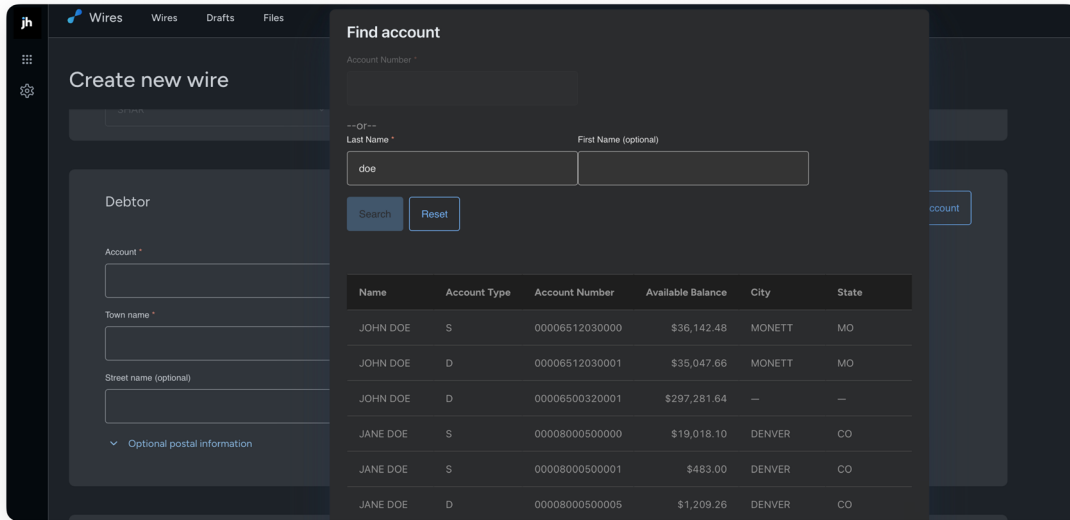 jh
Wires Wires Drafts Files
Create new wire
Debtor
Account *
Town name *
Street name (optional)
Optional postal information
ccount
Find account
Account Number *
--or--
Last Name * First Name (optional)
doe
Search Reset
Name Account Type Account Number Available Balance City State
JOHN DOE S 00006512030000 $36,142.48 MONETT MO
JOHN DOE D 00006512030001 $35,047.66 MONETT MO
JOHN DOE D 00006500320001 $297,281.64 — —
JANE DOE S 00008000500000 $19,018.10 DENVER CO
JANE DOE S 00008000500001 $483.00 DENVER CO
JANE DOE D 00008000500005 $1,209.26 DENVER CO